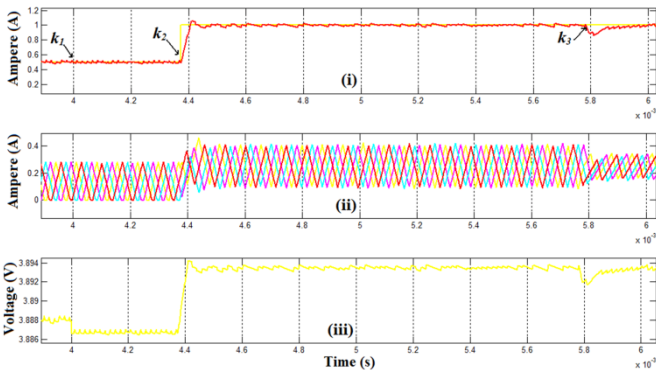 Ampere (A)
1.2
1
0.8
0.6
0.4
0.2
k1
k2
k3
(i)
4 4.2 4.4 4.6 4.8 5 5.2 5.4 5.6 5.8 6
x 10⁻³
Ampere (A)
0.4
0.2
0
(ii)
4 4.2 4.4 4.6 4.8 5 5.2 5.4 5.6 5.8 6
x 10⁻³
Voltage (V)
3.894
3.892
3.89
3.888
3.886
(iii)
4 4.2 4.4 4.6 4.8 5 5.2 5.4 5.6 5.8 6
x 10⁻³
Time (s)